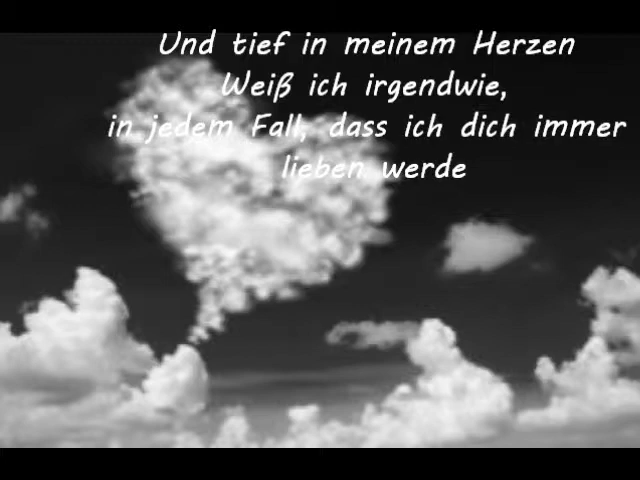 Und tief in meinem Herzen
Weiß ich irgendwie,
in jedem Fall, dass ich dich immer
lieben werde